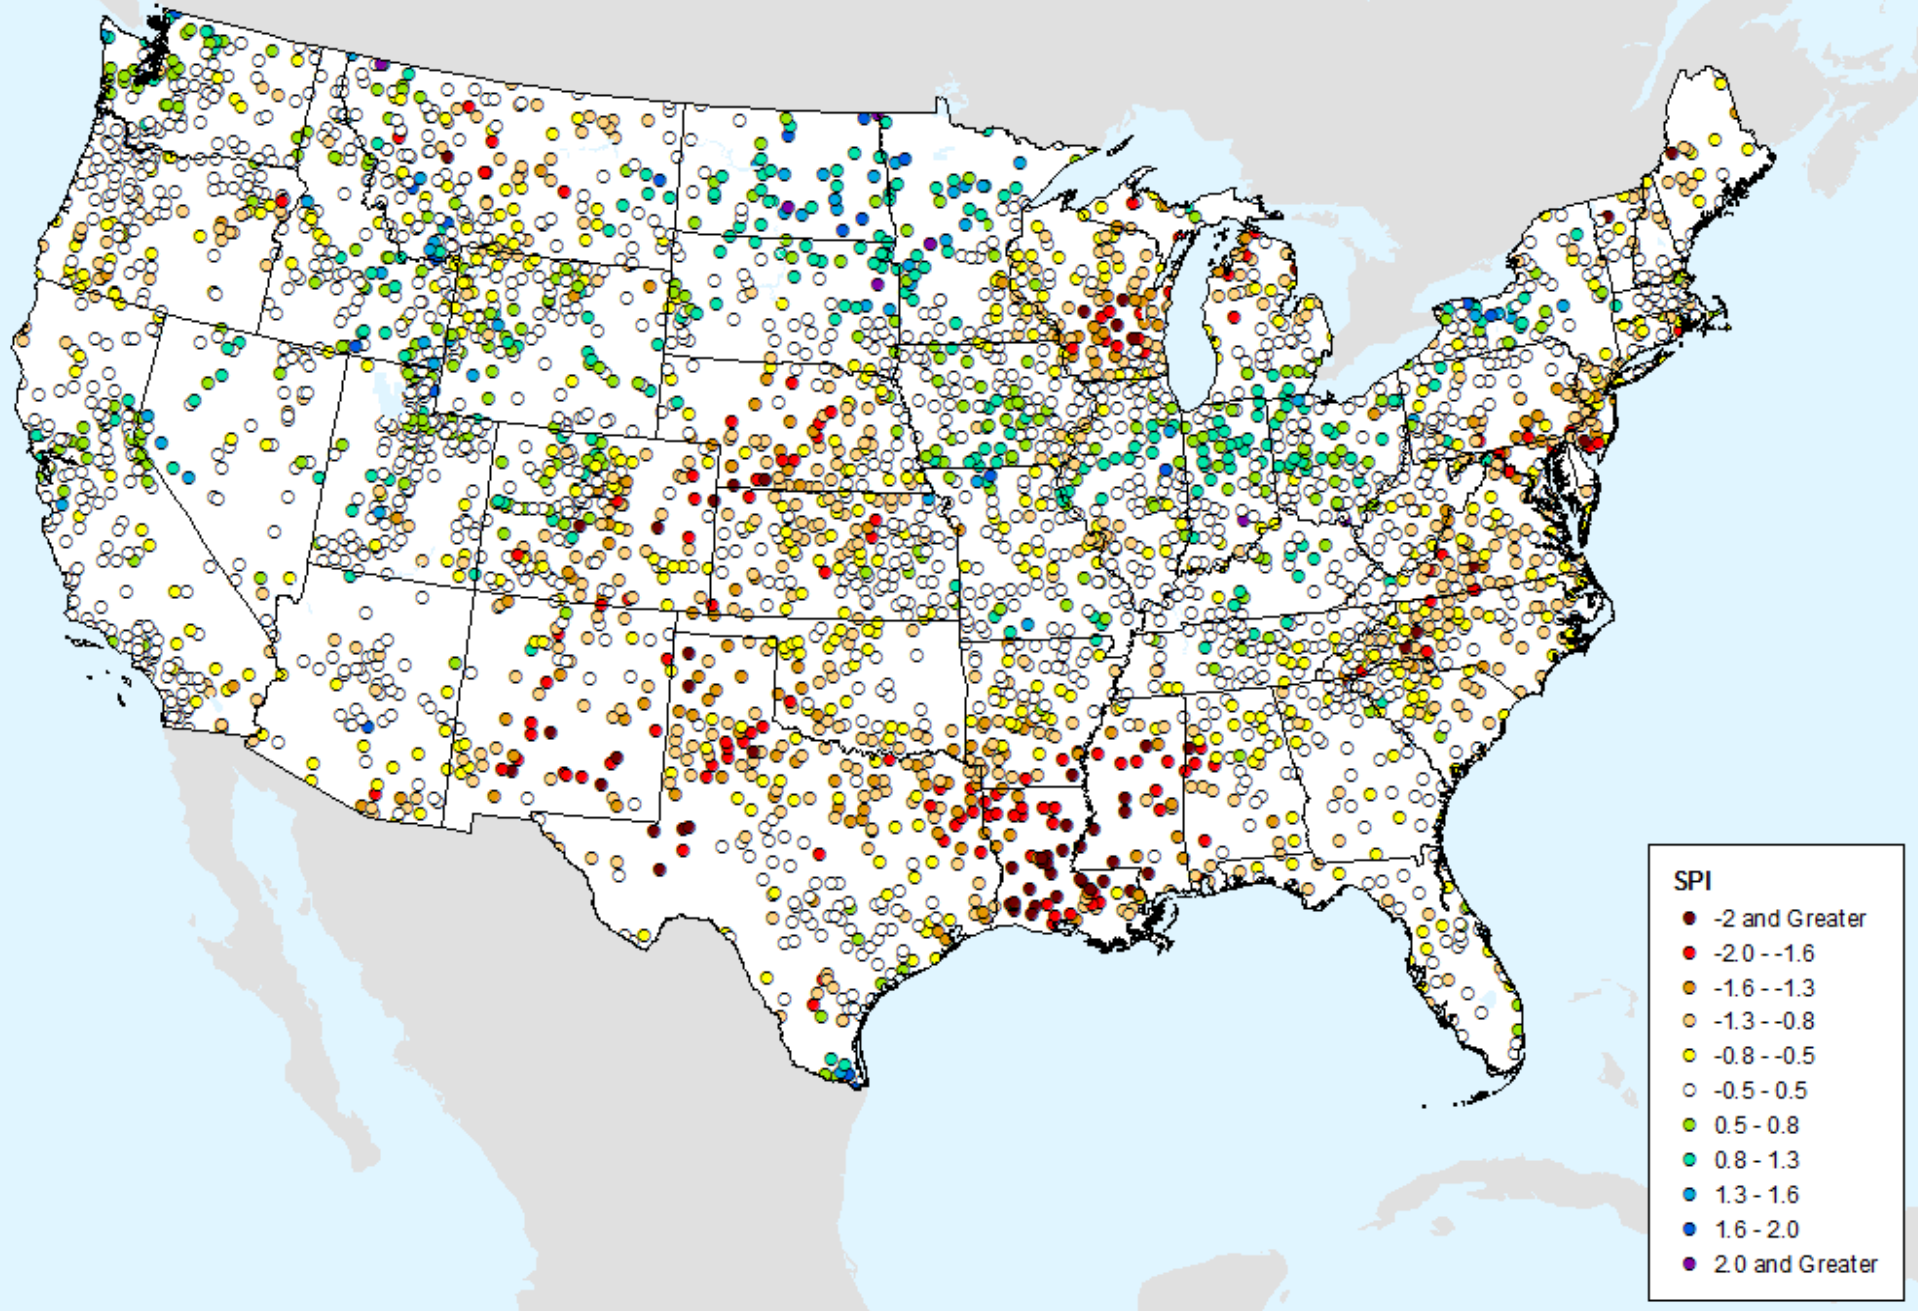 SPI
-2 and Greater
-2.0 - -1.6
-1.6 - -1.3
-1.3 - -0.8
-0.8 - -0.5
-0.5 - 0.5
0.5 - 0.8
0.8 - 1.3
1.3 - 1.6
1.6 - 2.0
2.0 and Greater